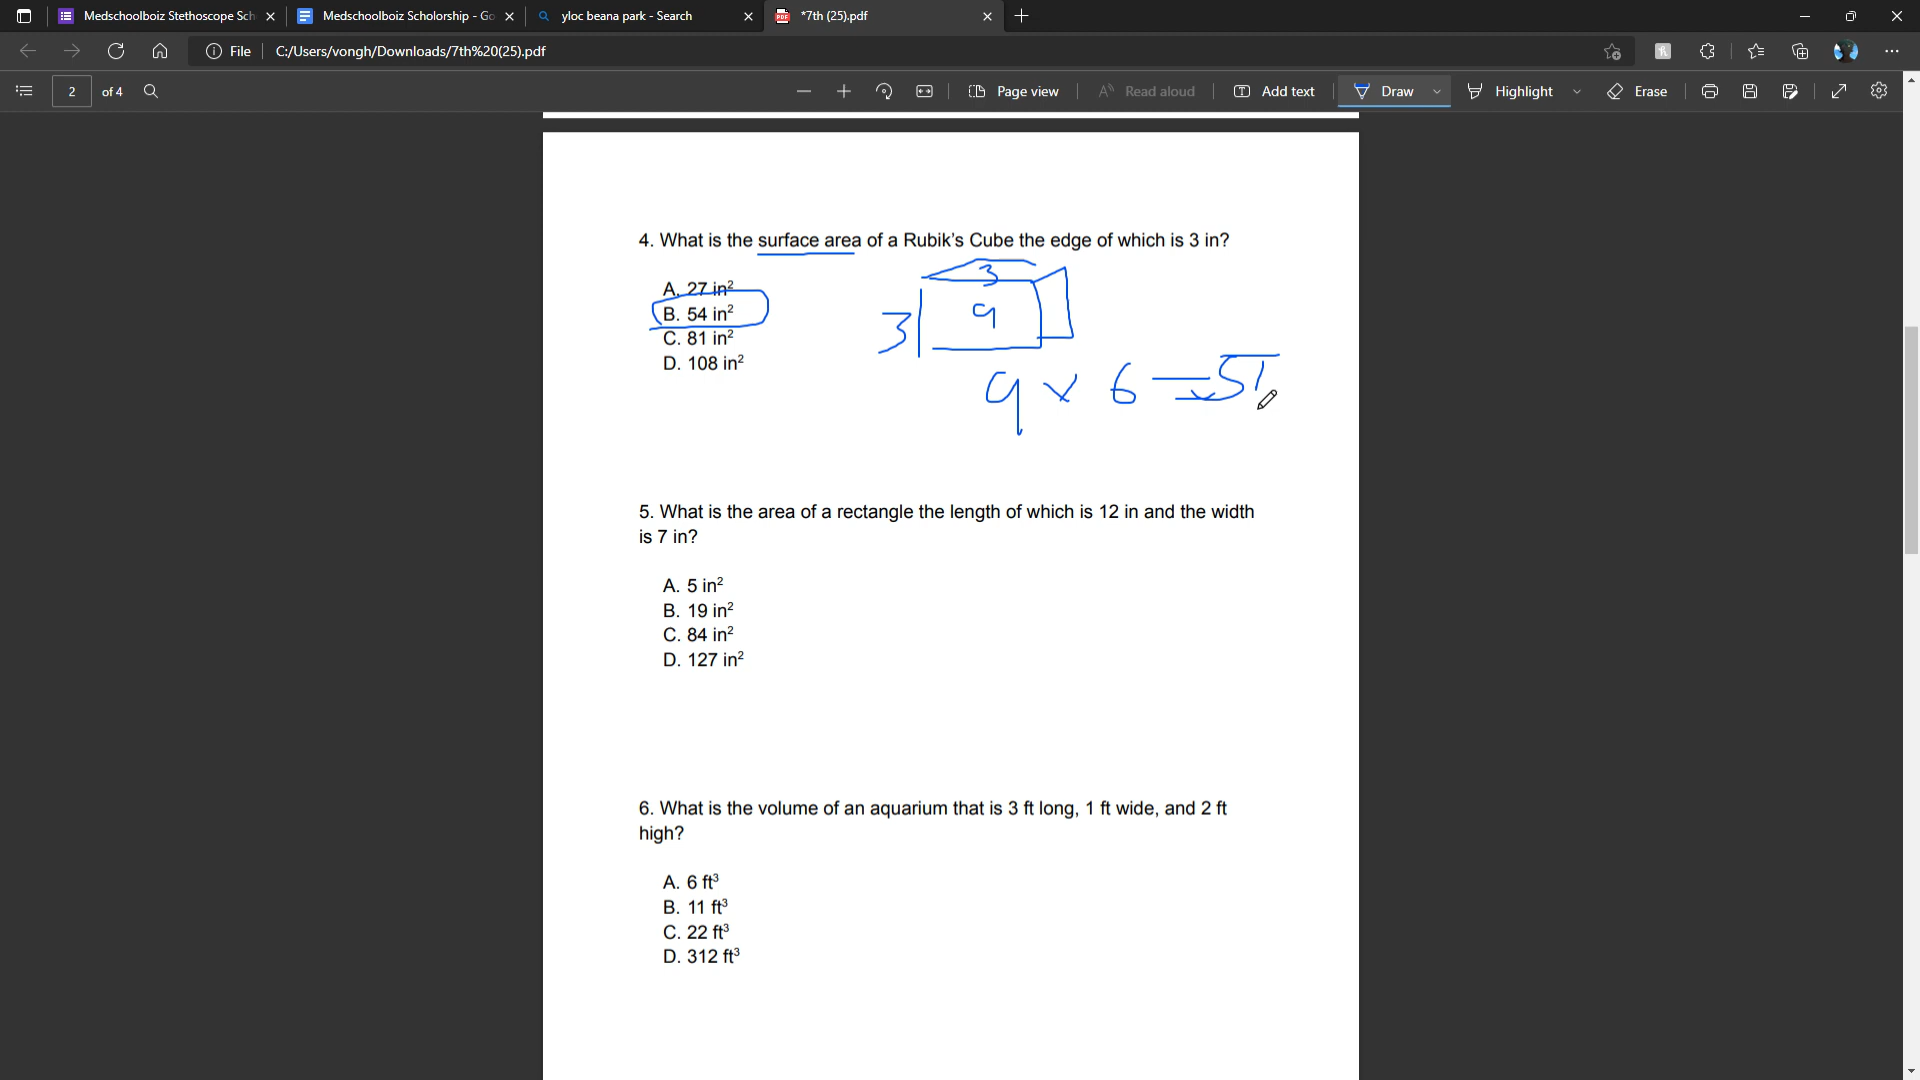 Medschoolboiz Stethoscope Sch
Medschoolboiz Scholorship - Go
yloc beana park - Search
*7th (25).pdf
File
C:/Users/vongh/Downloads/7th%20(25).pdf
2 of 4
Page view
Read aloud
Add text
Draw
Highlight
Erase
4. What is the surface area of a Rubik's Cube the edge of which is 3 in?
3
A. 27 in²
B. 54 in²
3
9
C. 81 in²
D. 108 in²
9 x 6 =
5. What is the area of a rectangle the length of which is 12 in and the width
is 7 in?
A. 5 in²
B. 19 in²
C. 84 in²
D. 127 in²
6. What is the volume of an aquarium that is 3 ft long, 1 ft wide, and 2 ft
high?
A. 6 ft³
B. 11 ft³
C. 22 ft³
D. 312 ft³